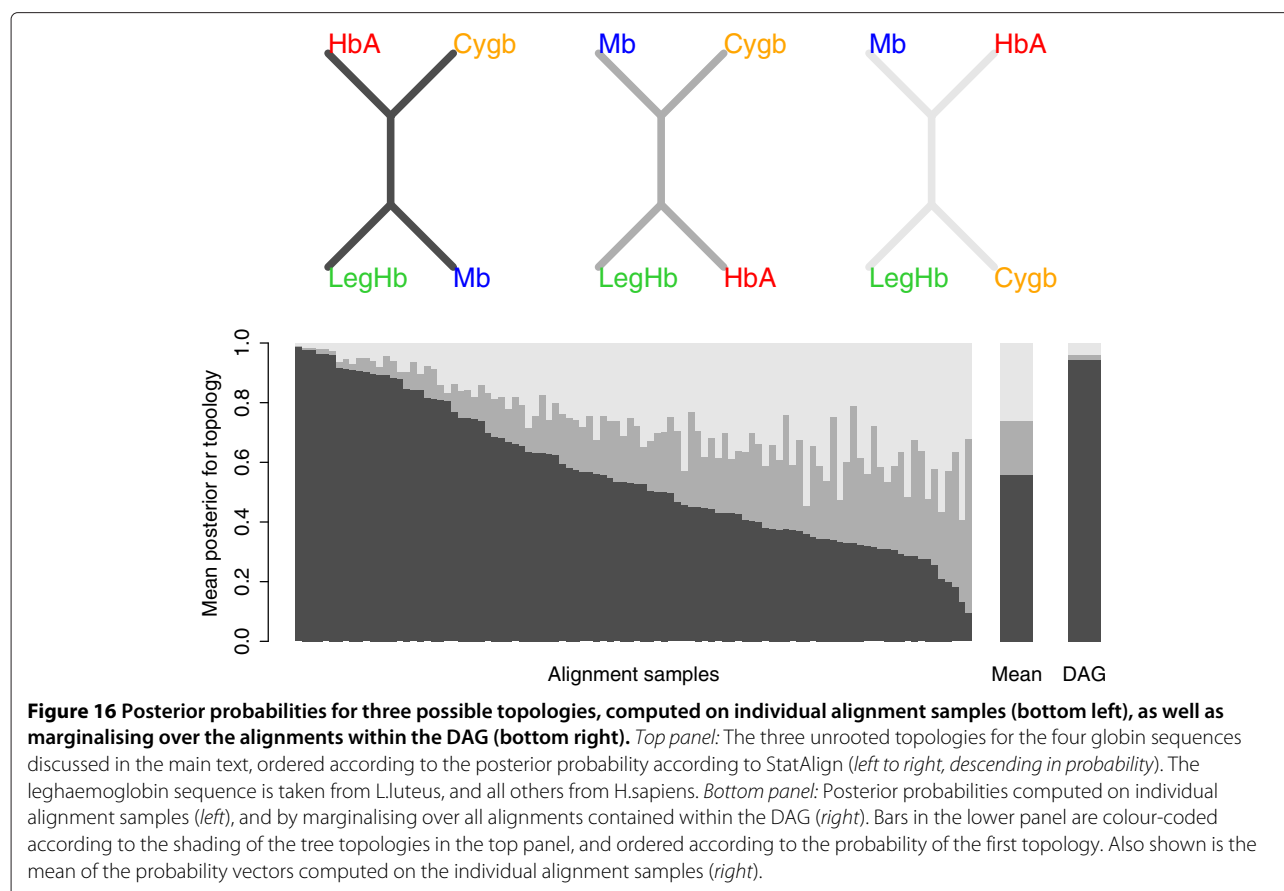 HbA Cygb Mb Cygb Mb HbA
LegHb Mb LegHb HbA LegHb Cygb
Mean posterior for topology
1.0
0.8
0.6
0.4
0.2
0.0
Alignment samples Mean DAG
Figure 16 Posterior probabilities for three possible topologies, computed on individual alignment samples (bottom left), as well as
marginalising over the alignments within the DAG (bottom right). Top panel: The three unrooted topologies for the four globin sequences
discussed in the main text, ordered according to the posterior probability according to StatAlign (left to right, descending in probability). The
leghaemoglobin sequence is taken from L.luteus, and all others from H.sapiens. Bottom panel: Posterior probabilities computed on individual
alignment samples (left), and by marginalising over all alignments contained within the DAG (right). Bars in the lower panel are colour-coded
according to the shading of the tree topologies in the top panel, and ordered according to the probability of the first topology. Also shown is the
mean of the probability vectors computed on the individual alignment samples (right).